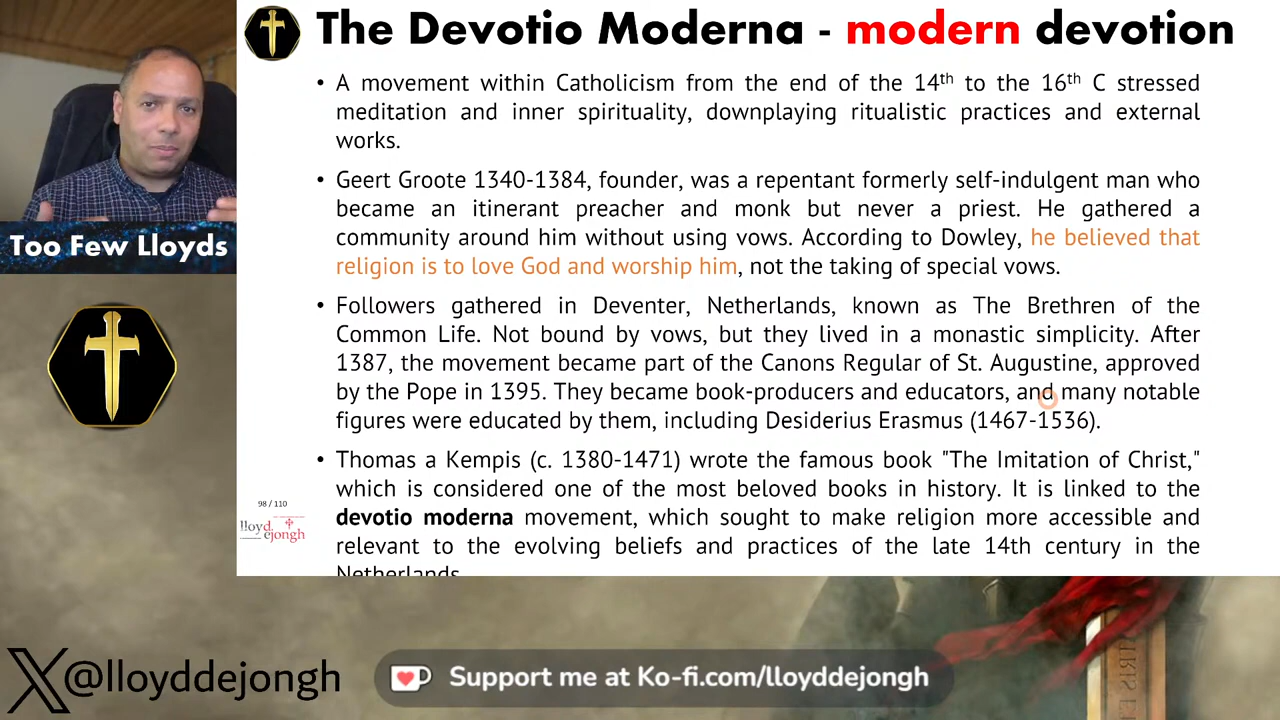 The Devotio Moderna - modern devotion
• A movement within Catholicism from the end of the 14th to the 16th C stressed
meditation and inner spirituality, downplaying ritualistic practices and external
works.
• Geert Groote 1340-1384, founder, was a repentant formerly self-indulgent man who
became an itinerant preacher and monk but never a priest. He gathered a
community around him without using vows. According to Dowley, he believed that
religion is to love God and worship him, not the taking of special vows.
• Followers gathered in Deventer, Netherlands, known as The Brethren of the
Common Life. Not bound by vows, but they lived in a monastic simplicity. After
1387, the movement became part of the Canons Regular of St. Augustine, approved
by the Pope in 1395. They became book-producers and educators, and many notable
figures were educated by them, including Desiderius Erasmus (1467-1536).
• Thomas a Kempis (c. 1380-1471) wrote the famous book "The Imitation of Christ,"
which is considered one of the most beloved books in history. It is linked to the
devotio moderna movement, which sought to make religion more accessible and
relevant to the evolving beliefs and practices of the late 14th century in the
Netherlands
Too Few Lloyds
98 / 110
lloyd
dejongh
X@lloyddejongh
Support me at Ko-fi.com/lloyddejongh